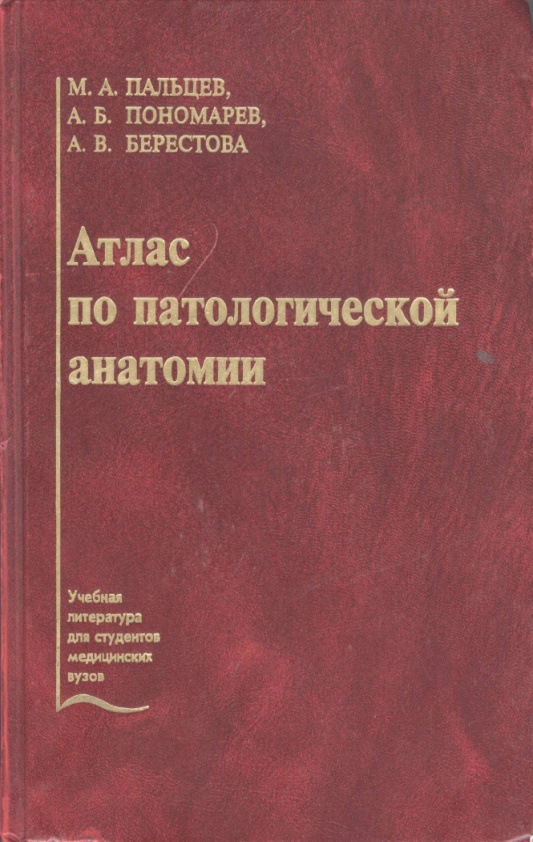 М. А. ПАЛЬЦЕВ,
А. Б. ПОНОМАРЕВ,
А. В. БЕРЕСТОВА
Атлас
по патологической
анатомии
Учебная
литература
для студентов
медицинских
вузов